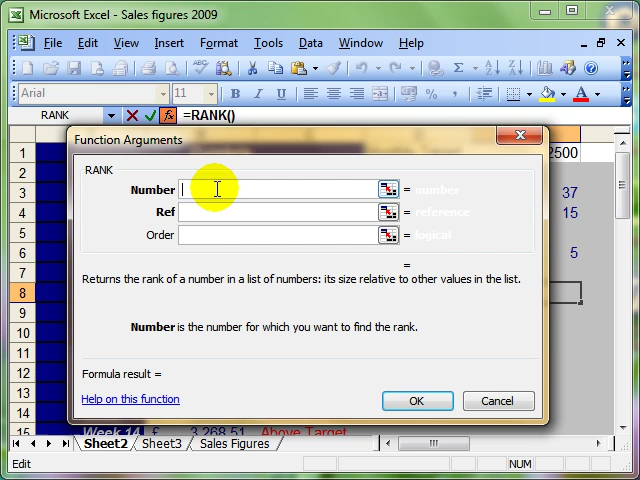 Microsoft Excel - Sales figures 2009
File Edit View Insert Format Tools Data Window Help
Arial 11 B I U
RANK =RANK()
Function Arguments
1 2500
RANK
Number = number
3 37
Ref = reference
4 15
Order = logical
5
6 5
=
7
Returns the rank of a number in a list of numbers: its size relative to other values in the list.
8
9
Number is the number for which you want to find the rank.
10
11
12
Formula result =
13
Help on this function OK Cancel
14
15
Week 14 £ 3,268.51 Above Target
Sheet2 Sheet3 Sales Figures
Edit NUM